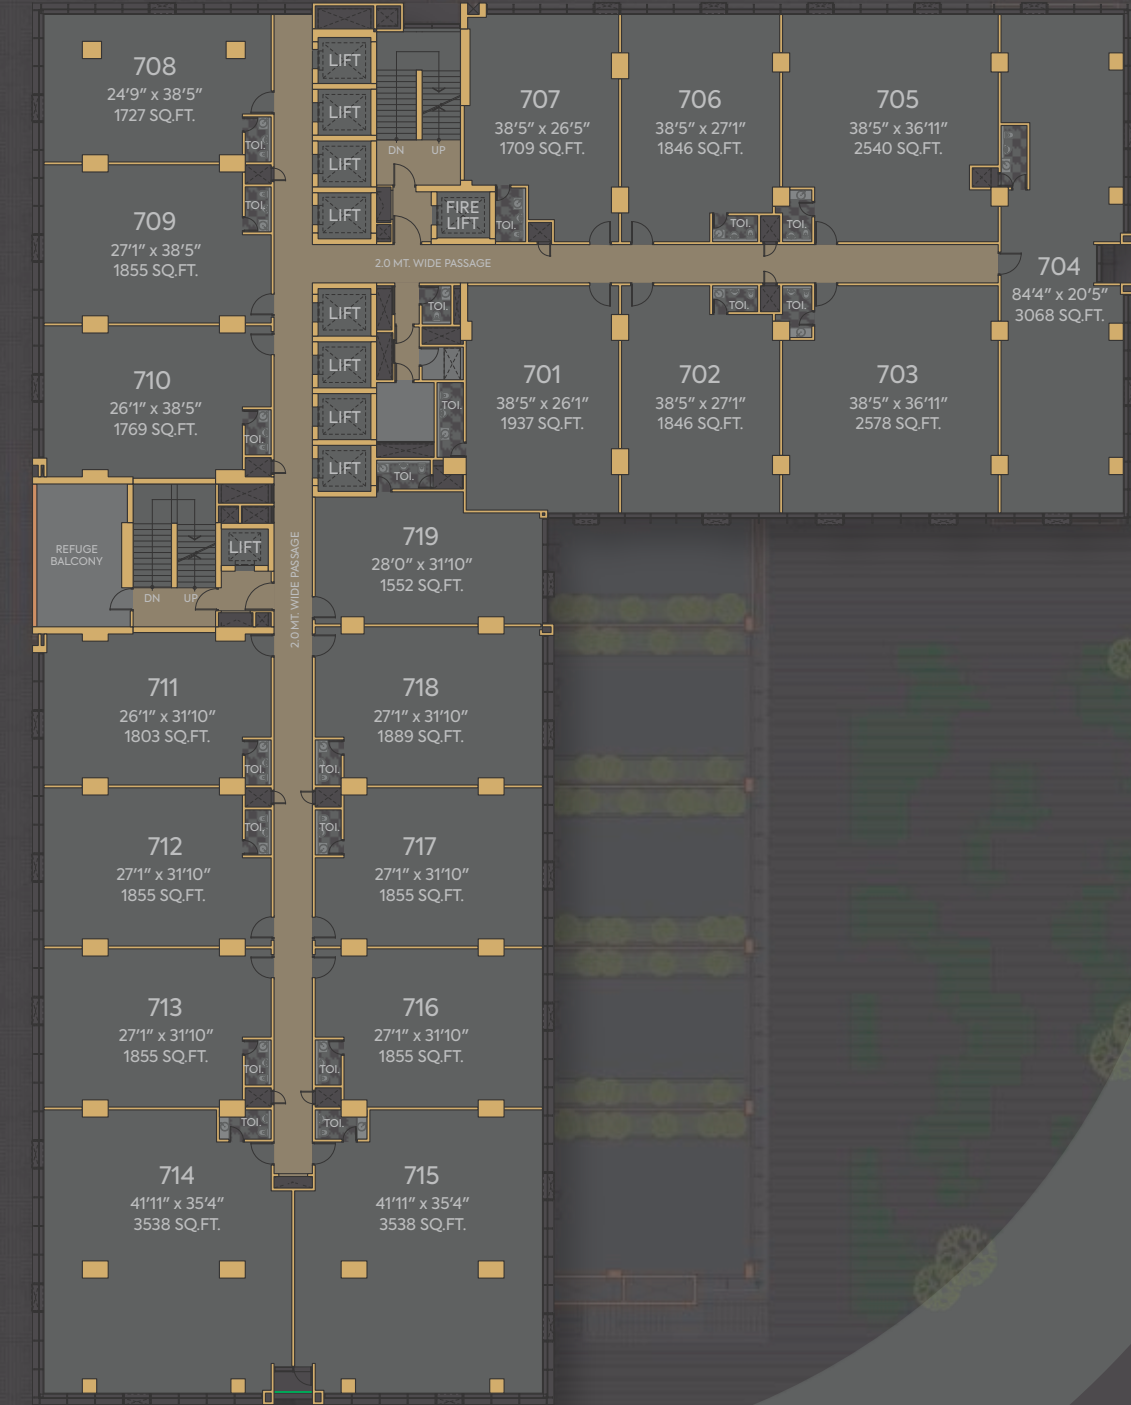 708
24'9" x 38'5"
1727 SQ.FT.
TOI.
LIFT
LIFT
LIFT
LIFT
DN
UP
FIRE
LIFT
TOI.
707
38'5" x 26'5"
1709 SQ.FT.
706
38'5" x 27'1"
1846 SQ.FT.
TOI.
TOI.
705
38'5" x 36'11"
2540 SQ.FT.
709
27'1" x 38'5"
1855 SQ.FT.
TOI.
2.0 MT. WIDE PASSAGE
704
84'4" x 20'5"
3068 SQ.FT.
710
26'1" x 38'5"
1769 SQ.FT.
TOI.
LIFT
LIFT
LIFT
LIFT
TOI.
TOI.
TOI.
701
38'5" x 26'1"
1937 SQ.FT.
702
38'5" x 27'1"
1846 SQ.FT.
TOI.
TOI.
703
38'5" x 36'11"
2578 SQ.FT.
REFUGE
BALCONY
DN
UP
LIFT
2.0 MT. WIDE PASSAGE
719
28'0" x 31'10"
1552 SQ.FT.
711
26'1" x 31'10"
1803 SQ.FT.
TOI.
718
27'1" x 31'10"
1889 SQ.FT.
TOI.
712
27'1" x 31'10"
1855 SQ.FT.
TOI.
717
27'1" x 31'10"
1855 SQ.FT.
TOI.
713
27'1" x 31'10"
1855 SQ.FT.
TOI.
716
27'1" x 31'10"
1855 SQ.FT.
TOI.
714
41'11" x 35'4"
3538 SQ.FT.
TOI.
715
41'11" x 35'4"
3538 SQ.FT.
TOI.